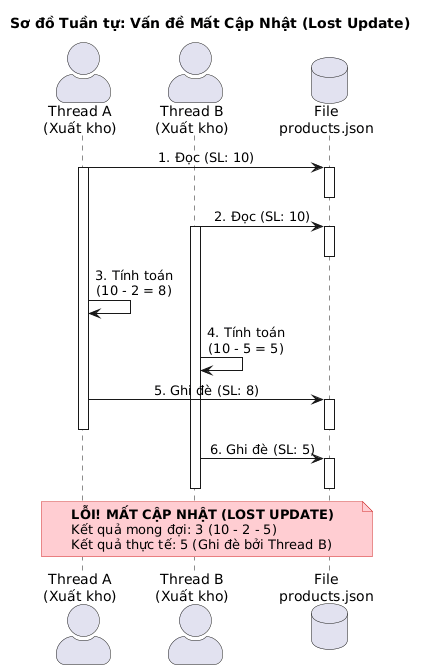 Sơ đồ Tuần tự: Vấn đề Mất Cập Nhật (Lost Update)
Thread A
(Xuất kho)
Thread B
(Xuất kho)
File
products.json
1. Đọc (SL: 10)
2. Đọc (SL: 10)
3. Tính toán
(10 - 2 = 8)
4. Tính toán
(10 - 5 = 5)
5. Ghi đè (SL: 8)
6. Ghi đè (SL: 5)
LỖI! MẤT CẬP NHẬT (LOST UPDATE)
Kết quả mong đợi: 3 (10 - 2 - 5)
Kết quả thực tế: 5 (Ghi đè bởi Thread B)
Thread A
(Xuất kho)
Thread B
(Xuất kho)
File
products.json